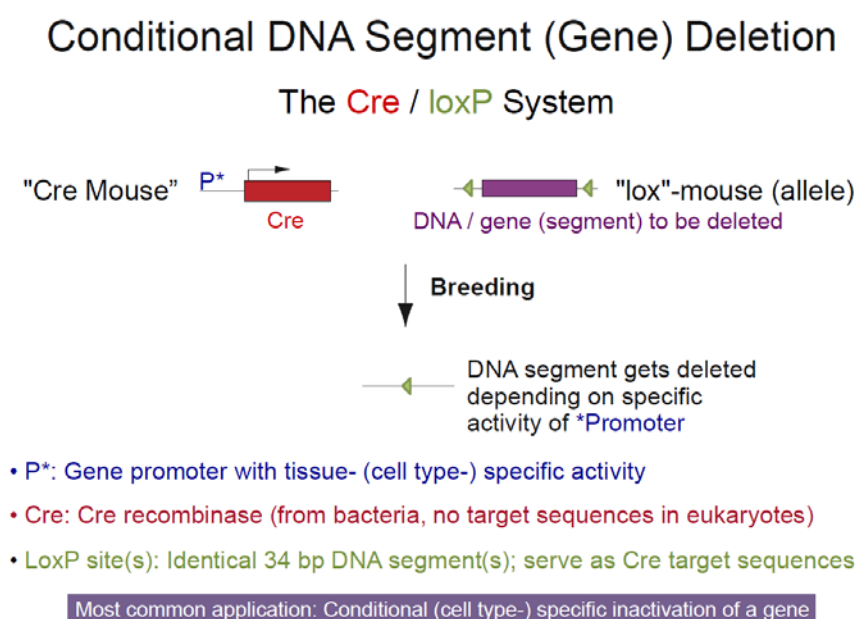 Conditional DNA Segment (Gene) Deletion
The Cre / loxP System
"Cre Mouse”
P*
Cre
"lox"-mouse (allele)
DNA / gene (segment) to be deleted
Breeding
DNA segment gets deleted
depending on specific
activity of *Promoter
• P*: Gene promoter with tissue- (cell type-) specific activity
• Cre: Cre recombinase (from bacteria, no target sequences in eukaryotes)
• LoxP site(s): Identical 34 bp DNA segment(s); serve as Cre target sequences
Most common application: Conditional (cell type-) specific inactivation of a gene